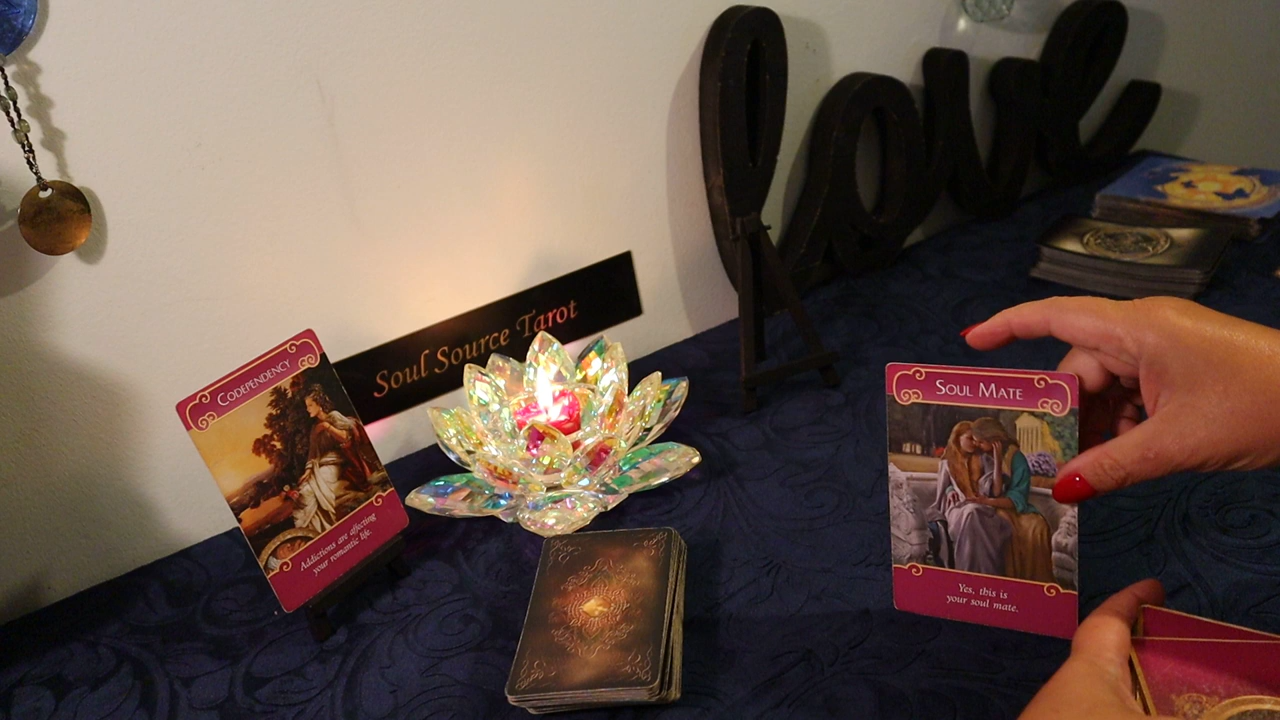 love
Soul Source Tarot
CODEPENDENCY
Addictions are affecting
your romantic life.
SOUL MATE
Yes, this is
your soul mate.